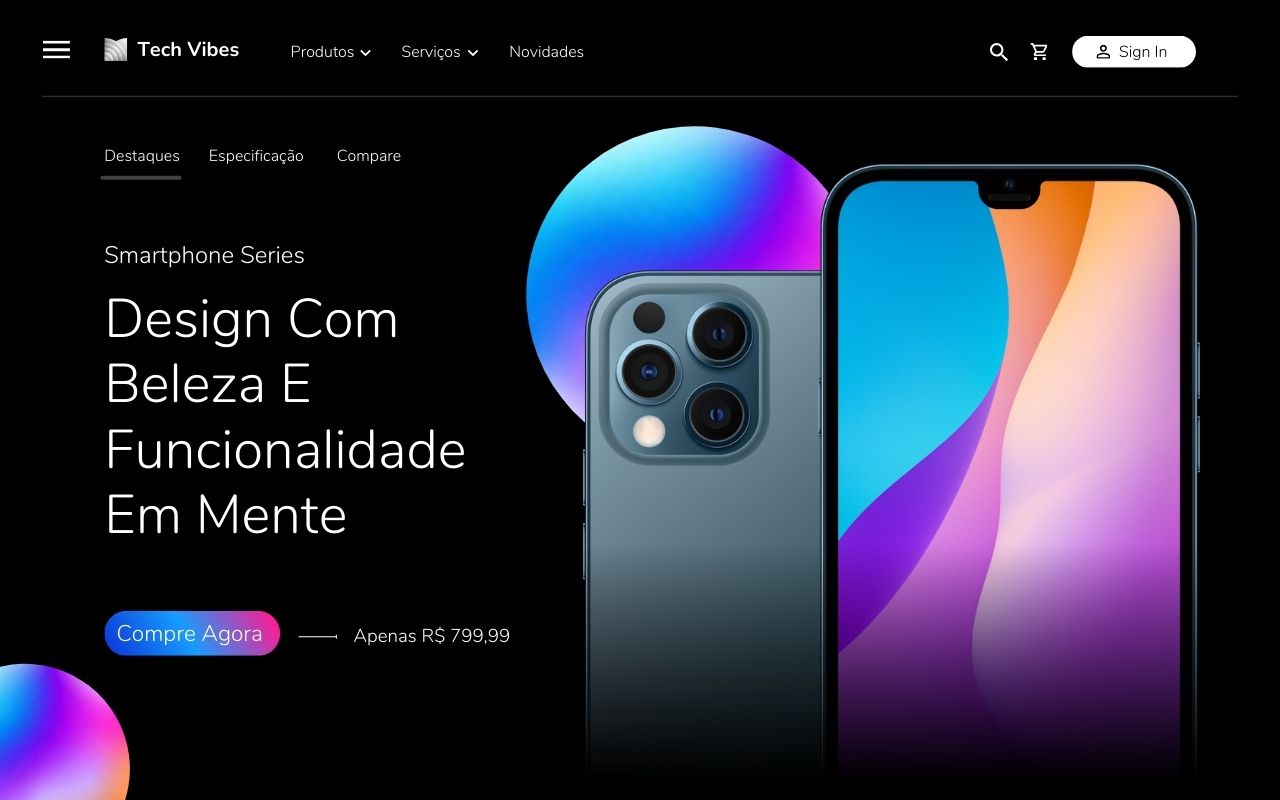 Tech Vibes
Produtos
Serviços
Novidades
Sign In
Destaques
Especificação
Compare
Smartphone Series
Design Com
Beleza E
Funcionalidade
Em Mente
Compre Agora
Apenas R$ 799,99